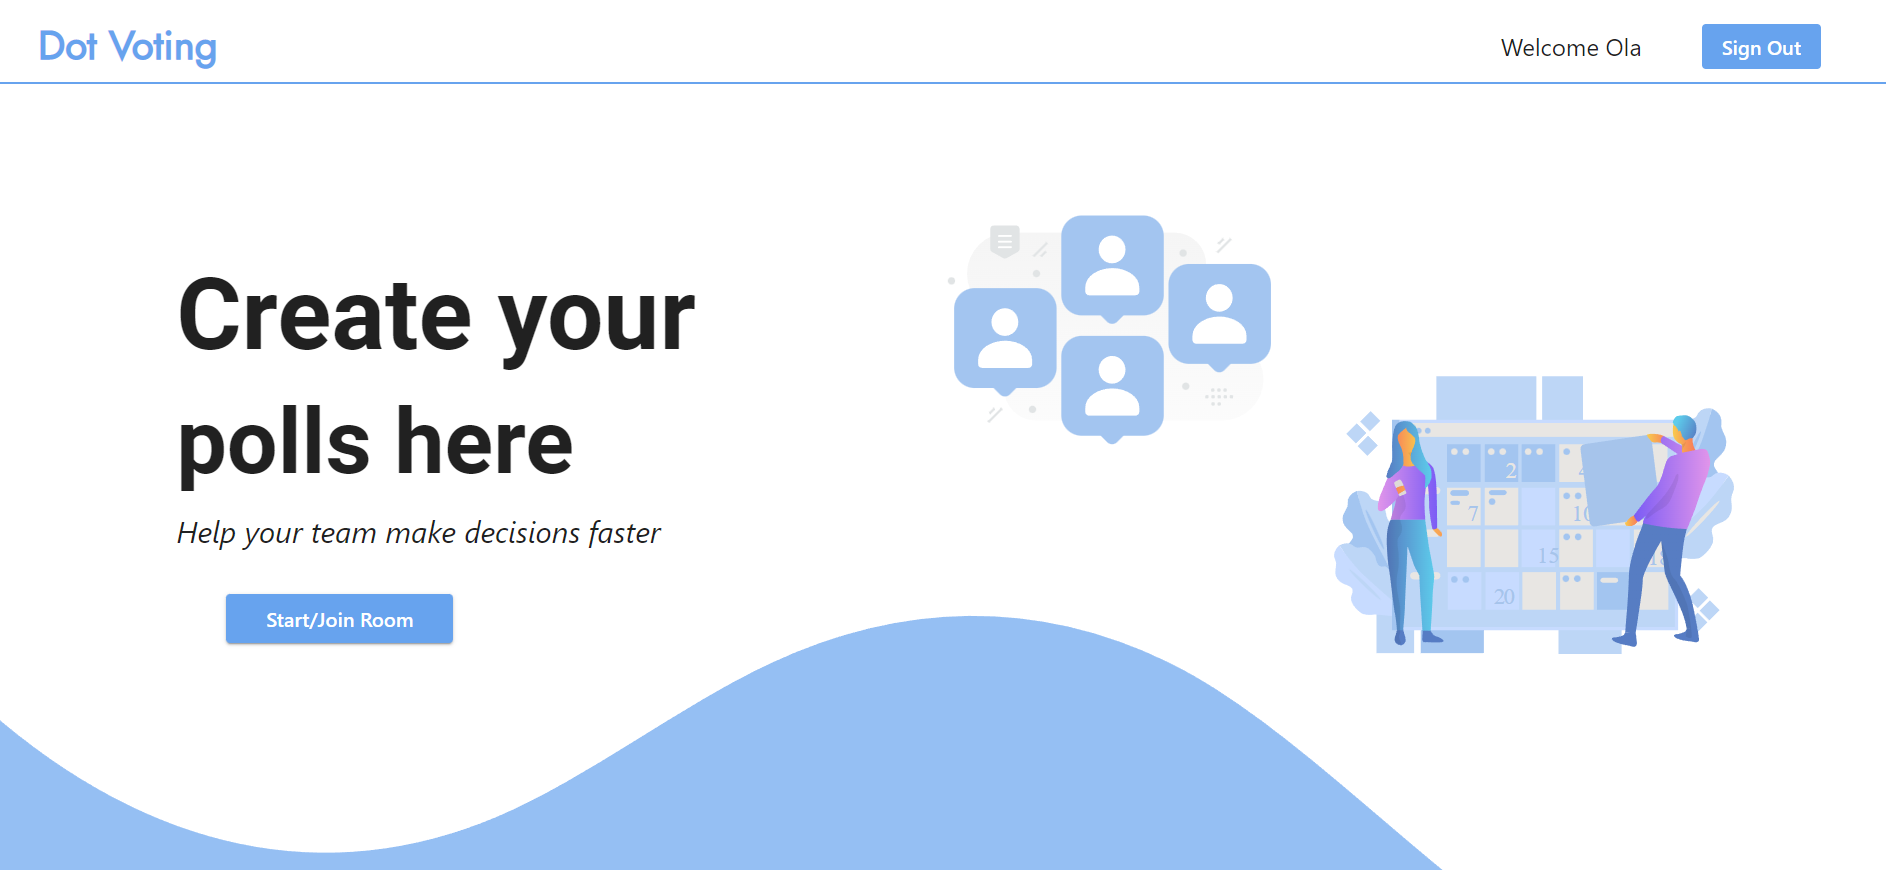 Dot Voting
Welcome Ola
Sign Out
Create your
polls here
Help your team make decisions faster
Start/Join Room
2
7
10
15
18
20